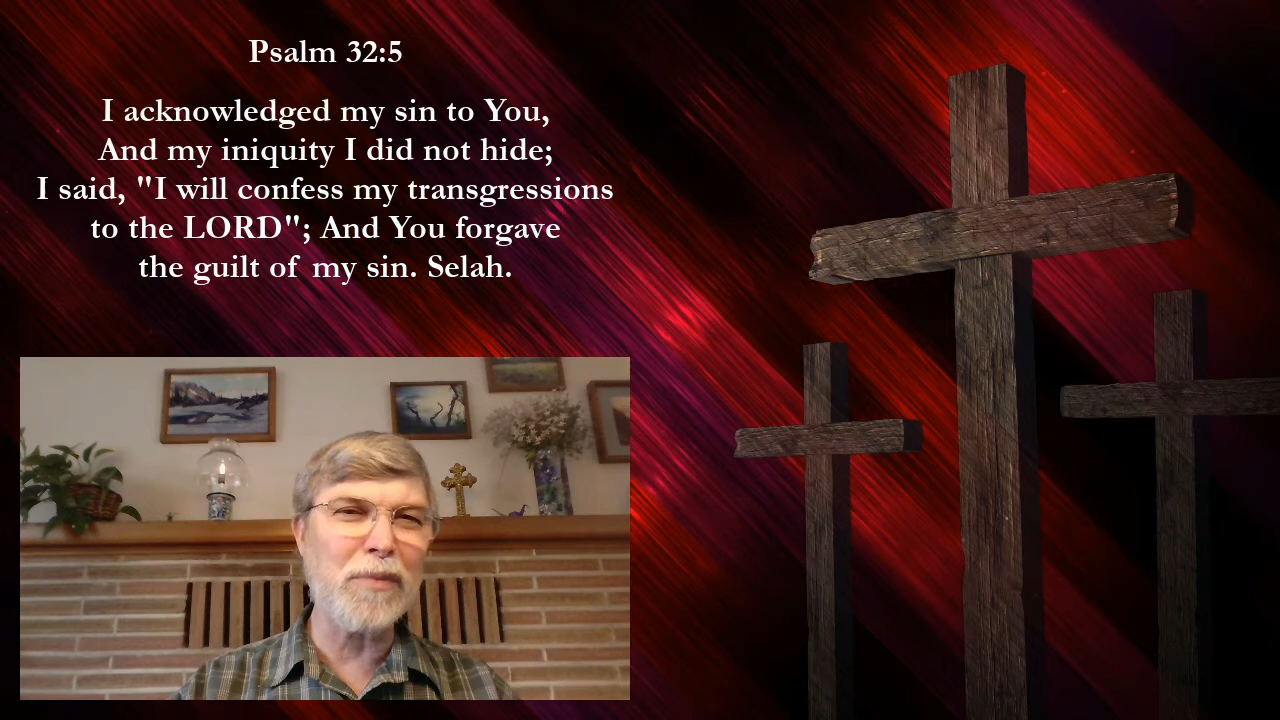 Psalm 32:5
I acknowledged my sin to You,
And my iniquity I did not hide;
I said, "I will confess my transgressions
to the LORD"; And You forgave
the guilt of my sin. Selah.